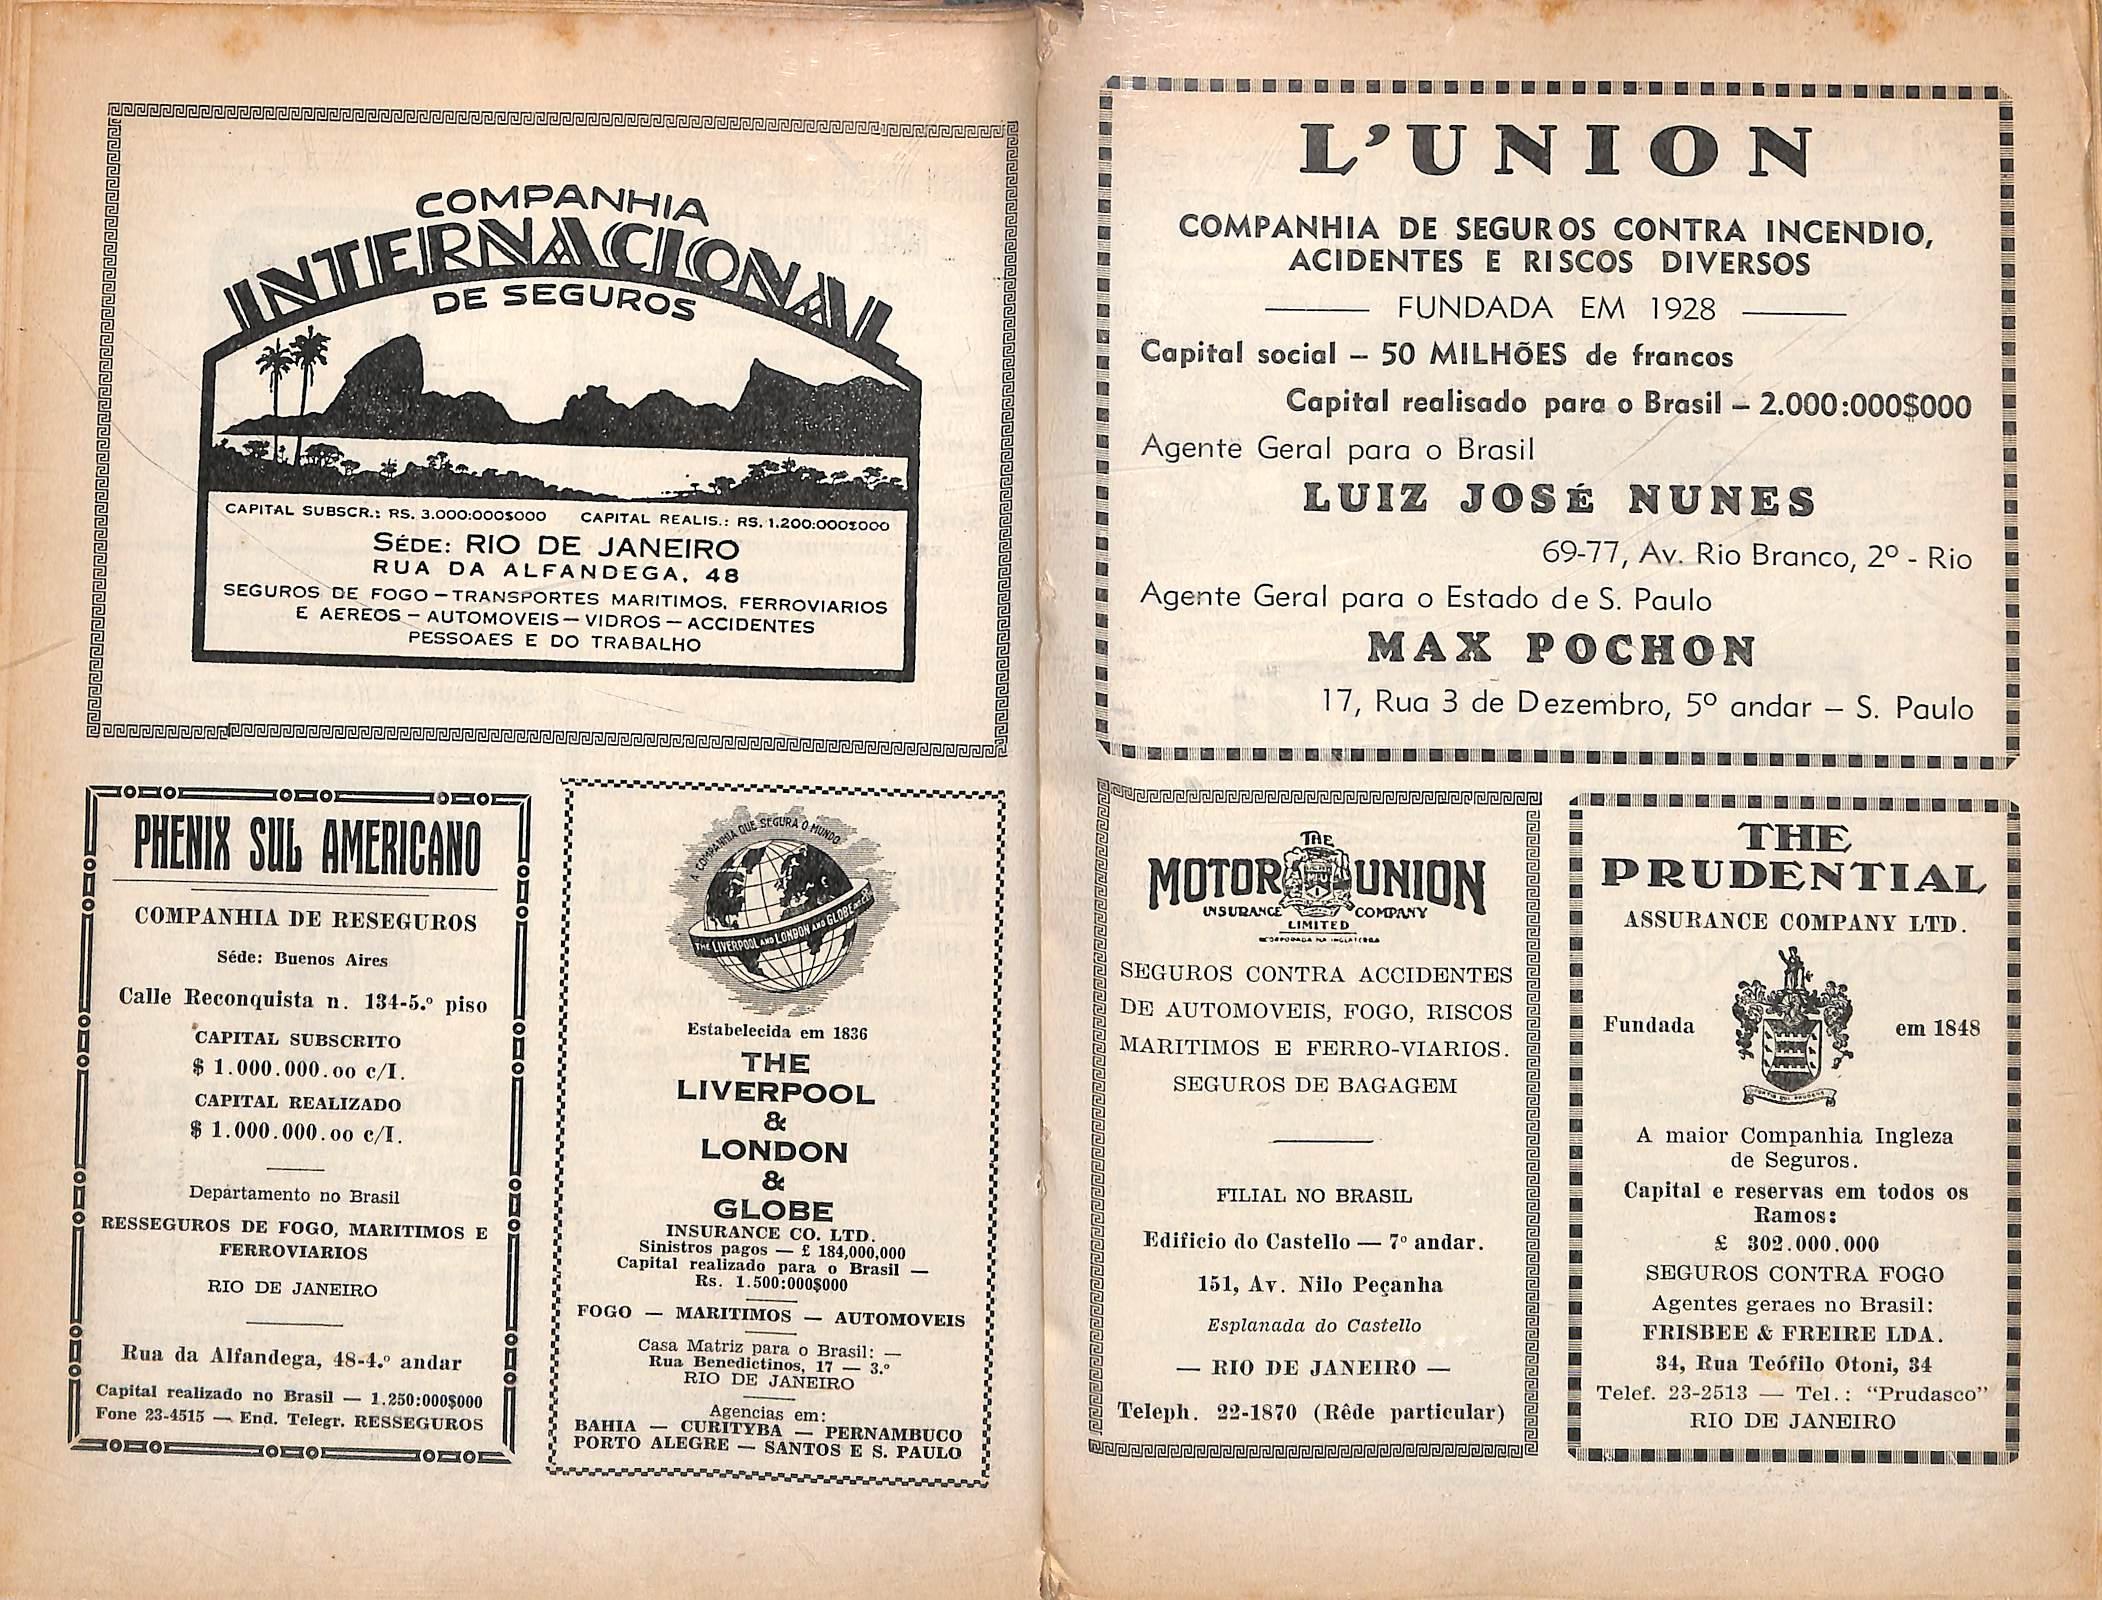 COMPANHIA
INTERNACIONAL
DE SEGUROS
CAPITAL SUBSCR.: RS. 3.000:000$000 CAPITAL REALIS.: RS. 1.200:000$000
SÉDE: RIO DE JANEIRO
RUA DA ALFANDEGA, 48
SEGUROS DE FOGO – TRANSPORTES MARITIMOS, FERROVIARIOS
E AEREOS – AUTOMOVEIS – VIDROS – ACCIDENTES
PESSOAES E DO TRABALHO
PHENIX SUL AMERICANO
COMPANHIA DE RESEGUROS
Séde: Buenos Aires
Calle Reconquista n. 134-5.º piso
CAPITAL SUBSCRITO
$ 1.000.000.oo c/I.
CAPITAL REALIZADO
$ 1.000.000.oo c/I.
Departamento no Brasil
RESSEGUROS DE FOGO, MARITIMOS E
FERROVIARIOS
RIO DE JANEIRO
Rua da Alfandega, 48-4.º andar
Capital realizado no Brasil — 1.250:000$000
Fone 23-4515 — End. Telegr. RESSEGUROS
A COMPANHIA QUE SEGURA O MUNDO
THE LIVERPOOL AND LONDON AND GLOBE INS. CO. LTD.
Estabelecida em 1836
THE
LIVERPOOL
&
LONDON
&
GLOBE
INSURANCE CO. LTD.
Sinistros pagos — £ 184,000,000
Capital realizado para o Brasil —
Rs. 1.500:000$000
FOGO — MARITIMOS — AUTOMOVEIS
Casa Matriz para o Brasil: —
Rua Benedictinos, 17 — 3.º
RIO DE JANEIRO
Agencias em:
BAHIA — CURITYBA — PERNAMBUCO
PORTO ALEGRE — SANTOS E S. PAULO
L'UNION
COMPANHIA DE SEGUROS CONTRA INCENDIO,
ACIDENTES E RISCOS DIVERSOS
FUNDADA EM 1928
Capital social – 50 MILHÕES de francos
Capital realisado para o Brasil – 2.000:000$000
Agente Geral para o Brasil
LUIZ JOSÉ NUNES
69-77, Av. Rio Branco, 2º - Rio
Agente Geral para o Estado de S. Paulo
MAX POCHON
17, Rua 3 de Dezembro, 5º andar – S. Paulo
THE
MOTOR UNION
INSURANCE COMPANY
LIMITED
INCORPORADA NA INGLATERRA
SEGUROS CONTRA ACCIDENTES
DE AUTOMOVEIS, FOGO, RISCOS
MARITIMOS E FERRO-VIARIOS.
SEGUROS DE BAGAGEM
FILIAL NO BRASIL
Edificio do Castello — 7º andar.
151, Av. Nilo Peçanha
Esplanada do Castello
— RIO DE JANEIRO —
Teleph. 22-1870 (Rêde particular)
THE
PRUDENTIAL
ASSURANCE COMPANY LTD.
Fundada em 1848
A maior Companhia Ingleza
de Seguros.
Capital e reservas em todos os
Ramos:
£ 302.000.000
SEGUROS CONTRA FOGO
Agentes geraes no Brasil:
FRISBEE & FREIRE LDA.
34, Rua Teófilo Otoni, 34
Telef. 23-2513 — Tel.: "Prudasco"
RIO DE JANEIRO